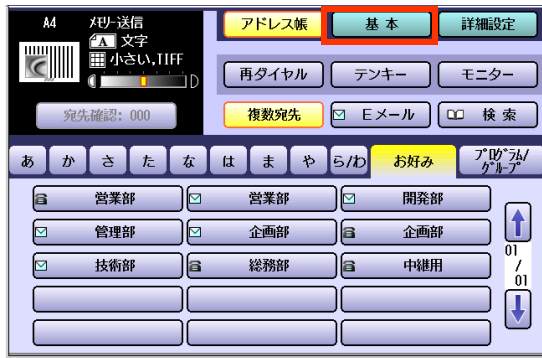 A4 ﾒﾓﾘｰ送信
A 文字
小さい,TIFF
D
宛先確認: 000
アドレス帳 基本 詳細設定
再ダイヤル テンキー モニター
複数宛先 Eメール 検索
あ か さ た な は ま や ら/わ お好み ﾌﾟﾛｸﾞﾗﾑ/
ｸﾞﾙｰﾌﾟ
営業部 営業部 開発部
管理部 企画部 企画部
技術部 総務部 中継用
01
/
01